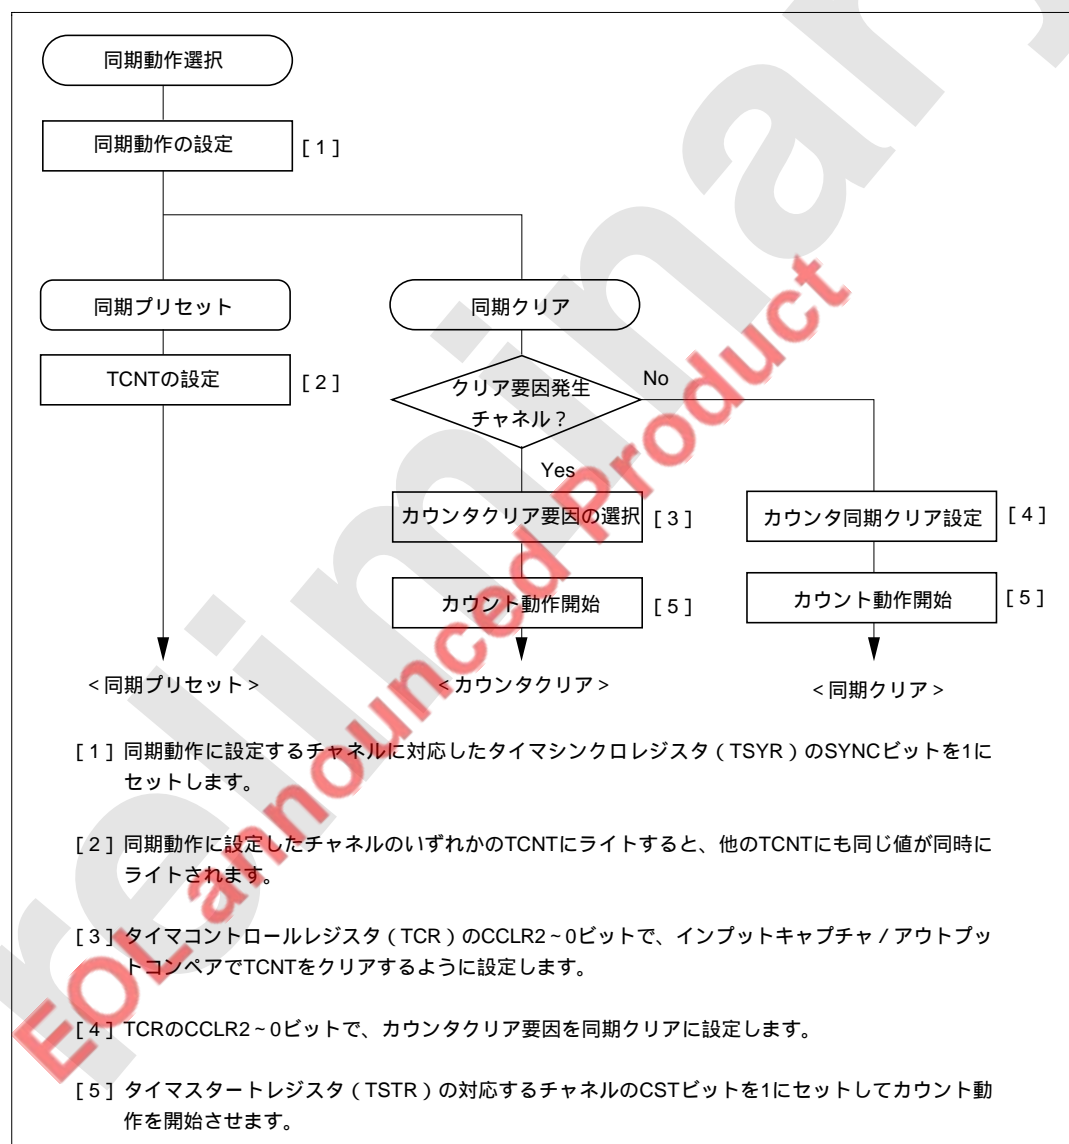 同期動作選択
同期動作の設定 [1]
同期プリセット
同期クリア
TCNTの設定 [2]
クリア要因発生
チャネル？
No
Yes
カウンタクリア要因の選択 [3]
カウンタ同期クリア設定 [4]
カウント動作開始 [5]
カウント動作開始 [5]
<同期プリセット>
<カウンタクリア>
<同期クリア>
[1] 同期動作に設定するチャネルに対応したタイマシンクロレジスタ（TSYR）のSYNCビットを1に
セットします。
[2] 同期動作に設定したチャネルのいずれかのTCNTにライトすると、他のTCNTにも同じ値が同時に
ライトされます。
[3] タイマコントロールレジスタ（TCR）のCCLR2~0ビットで、インプットキャプチャ／アウトプッ
トコンペアでTCNTをクリアするように設定します。
[4] TCRのCCLR2~0ビットで、カウンタクリア要因を同期クリアに設定します。
[5] タイマスタートレジスタ（TSTR）の対応するチャネルのCSTビットを1にセットしてカウント動
作を開始させます。
EOL announced Product
reliminary